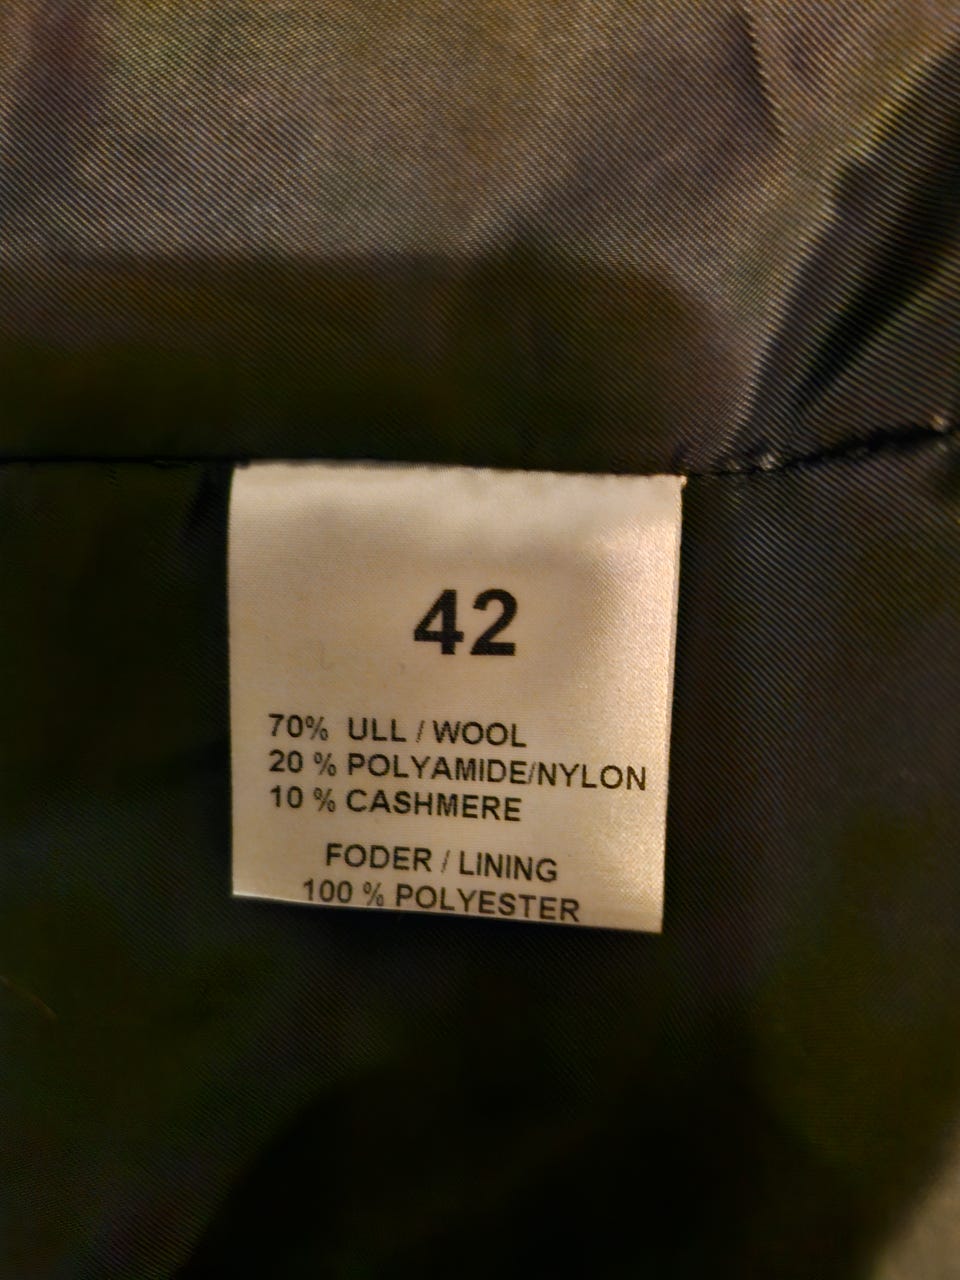 42
70% ULL / WOOL
20 % POLYAMIDE/NYLON
10 % CASHMERE
FODER / LINING
100 % POLYESTER